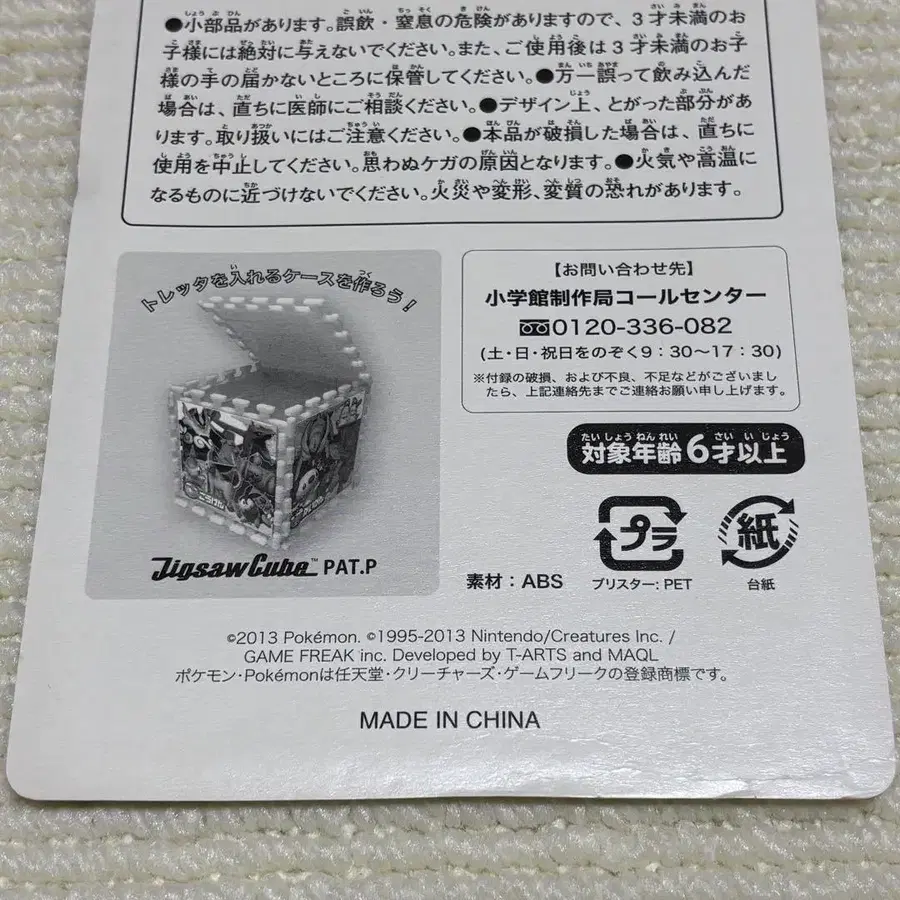 ●小部品があります。誤飲・窒息の危険がありますので、3才未満のお
子様には絶対に与えないでください。また、ご使用後は3才未満のお子
様の手の届かないところに保管してください。●万一誤って飲み込んだ
場合は、直ちに医師にご相談ください。●デザイン上、とがった部分があ
ります。取り扱いにはご注意ください。●本品が破損した場合は、直ちに
使用を中止してください。思わぬケガの原因となります。●火気や高温に
なるものに近づけないでください。火災や変形、変質の恐れがあります。
トレッタを入れるケースを作ろう!
JigsawCube™ PAT.P
【お問い合わせ先】
小学館制作局コールセンター
0120-336-082
(土・日・祝日をのぞく9:30〜17:30)
※付録の破損、および不良、不足などがございまし
たら、上記連絡先までご連絡お願い申し上げます。
たいしょうねんれい さい いじょう
対象年齢6才以上
プラ
紙
素材:ABS
ブリスター:PET
台紙
©2013 Pokémon. ©1995-2013 Nintendo/Creatures Inc. /
GAME FREAK inc. Developed by T-ARTS and MAQL
ポケモン・Pokémonは任天堂・クリーチャーズ・ゲームフリークの登録商標です。
MADE IN CHINA